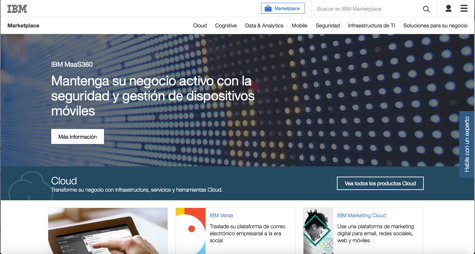 IBM
Marketplace
Buscar en IBM Marketplace
Marketplace
Cloud
Cognitive
Data & Analytics
Mobile
Seguridad
Infraestructura de TI
Soluciones para su negocio
IBM MaaS360
Mantenga su negocio activo con la
seguridad y gestión de dispositivos
móviles
Más información
Hable con un experto
Cloud
Transforme su negocio con infraestructura, servicios y herramientas Cloud.
Vea todos los productos Cloud
IBM Verse
Traslade su plataforma de correo
electrónico empresarial a la era
social
IBM Marketing Cloud
Use una plataforma de marketing
digital para email, redes sociales,
web y móviles